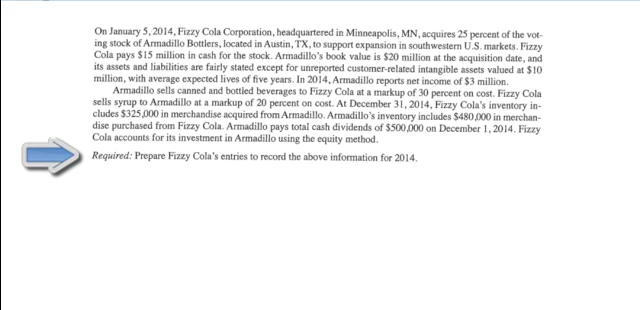 On January 5, 2014, Fizzy Cola Corporation, headquartered in Minneapolis, MN, acquires 25 percent of the vot-
ing stock of Armadillo Bottlers, located in Austin, TX, to support expansion in southwestern U.S. markets. Fizzy
Cola pays $15 million in cash for the stock. Armadillo's book value is $20 million at the acquisition date, and
its assets and liabilities are fairly stated except for unreported customer-related intangible assets valued at $10
million, with average expected lives of five years. In 2014, Armadillo reports net income of $3 million.
Armadillo sells canned and bottled beverages to Fizzy Cola at a markup of 30 percent on cost. Fizzy Cola
sells syrup to Armadillo at a markup of 20 percent on cost. At December 31, 2014, Fizzy Cola's inventory in-
cludes $325,000 in merchandise acquired from Armadillo. Armadillo's inventory includes $480,000 in merchan-
dise purchased from Fizzy Cola. Armadillo pays total cash dividends of $500,000 on December 1, 2014. Fizzy
Cola accounts for its investment in Armadillo using the equity method.
Required: Prepare Fizzy Cola's entries to record the above information for 2014.